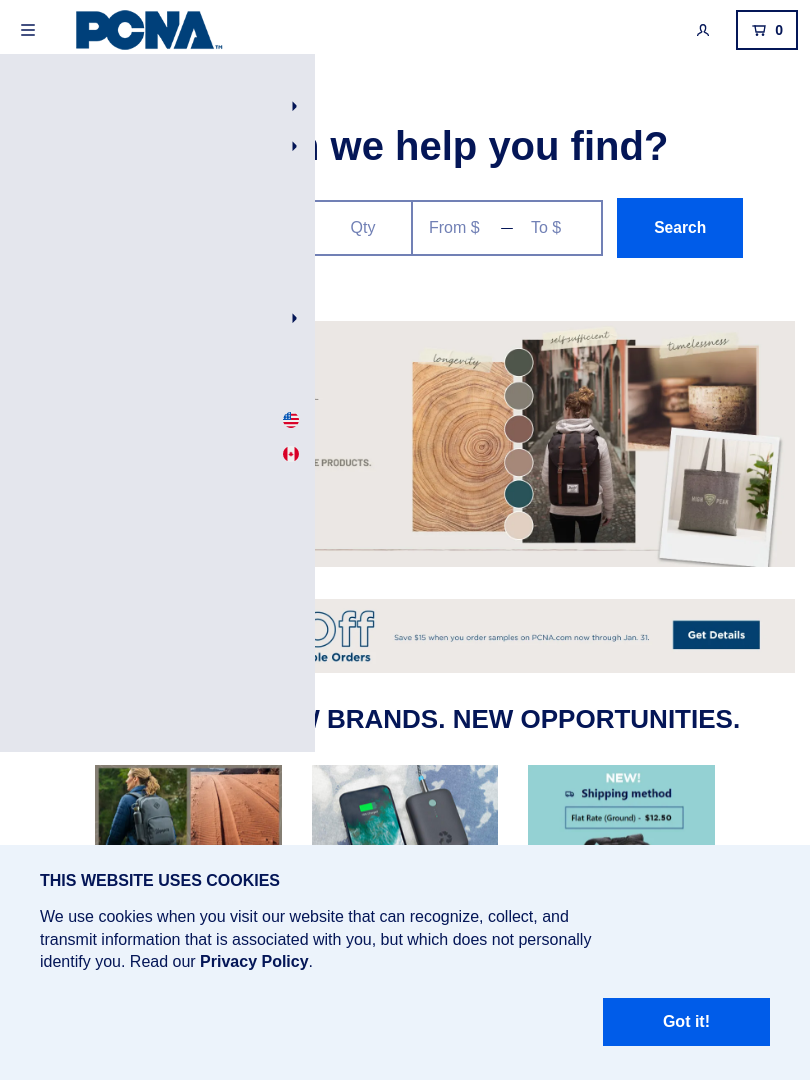 PCNA™
0
we help you find?
Qty
From $ — To $
Search
longevity
self-sufficient
timelessness
E PRODUCTS.
HIGH PEAK
Off
Save $15 when you order samples on PCNA.com now through Jan. 31.
Get Details
ple Orders
BRANDS. NEW OPPORTUNITIES.
NEW!
Shipping method
Flat Rate (Ground) - $12.50
THIS WEBSITE USES COOKIES
We use cookies when you visit our website that can recognize, collect, and
transmit information that is associated with you, but which does not personally
identify you. Read our Privacy Policy.
Got it!